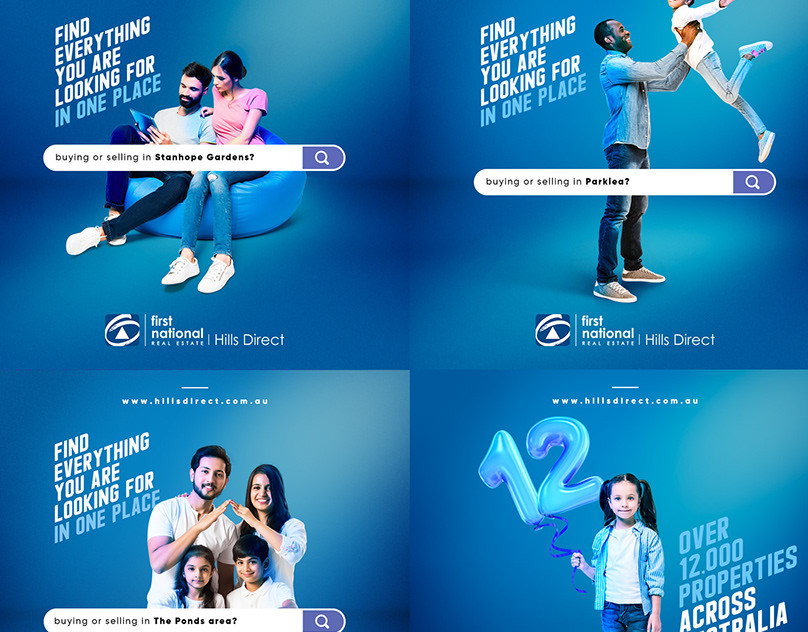 FIND
EVERYTHING
YOU ARE
LOOKING FOR
IN ONE PLACE
buying or selling in Stanhope Gardens?
first
national
REAL ESTATE
Hills Direct
FIND
EVERYTHING
YOU ARE
LOOKING FOR
IN ONE PLACE
buying or selling in Parklea?
first
national
REAL ESTATE
Hills Direct
www.hillsdirect.com.au
FIND
EVERYTHING
YOU ARE
LOOKING FOR
IN ONE PLACE
buying or selling in The Ponds area?
www.hillsdirect.com.au
12
OVER
12.000
PROPERTIES
ACROSS
AUSTRALIA